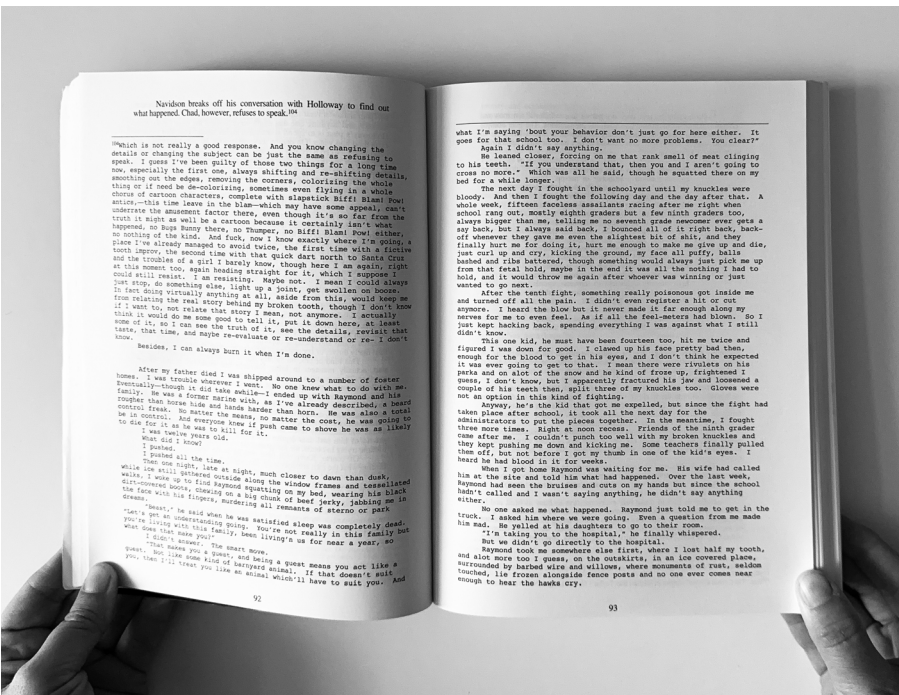 Navidson breaks off his conversation with Holloway to find out
what happened. Chad, however, refuses to speak.¹⁰⁴
¹⁰⁴Which is not really a good response. And you know changing the
details or changing the subject can be just the same as refusing to
speak. I guess I've been guilty of those two things for a long time
now, especially the first one, always shifting and re-shifting details,
smoothing out the edges, removing the corners, colorizing the whole
thing or if need be de-colorizing, sometimes even flying in a whole
chorus of cartoon characters, complete with slapstick Biff! Blam! Pow!
antics,—this time leave in the blam—which may have some appeal, can't
underrate the amusement factor there, even though it's so far from the
truth it might as well be a cartoon because it certainly isn't what
happened, no Bugs Bunny there, no Thumper, no Biff! Blam! Pow! either,
no nothing of the kind. And fuck, now I know exactly where I'm going, a
place I've already managed to avoid twice, the first time with a fictive
tooth improv, the second time with that quick dart north to Santa Cruz
and the troubles of a girl I barely know, though here I am again, right
at this moment too, again heading straight for it, which I suppose I
could still resist. I am resisting. Maybe not. I mean I could always
just stop, do something else, light up a joint, get swollen on booze.
In fact doing virtually anything at all, aside from this, would keep me
from relating the real story behind my broken tooth, though I don't know
if I want to, not relate that story I mean, not anymore. I actually
think it would do me some good to tell it, put it down here, at least
some of it, so I can see the truth of it, see the details, revisit that
taste, that time, and maybe re-evaluate or re-understand or re- I don't
know.
Besides, I can always burn it when I'm done.
After my father died I was shipped around to a number of foster
homes. I was trouble wherever I went. No one knew what to do with me.
Eventually—though it did take awhile—I ended up with Raymond and his
family. He was a former marine with, as I've already described, a beard
rougher than horse hide and hands harder than horn. He was also a total
control freak. No matter the means, no matter the cost, he was going to
be in control. And everyone knew if push came to shove he was as likely
to die for it as he was to kill for it.
I was twelve years old.
What did I know?
I pushed.
I pushed all the time.
Then one night, late at night, much closer to dawn than dusk,
while ice still gathered outside along the window frames and tessellated
walks, I woke up to find Raymond squatting on my bed, wearing his black
dirt-covered boots, chewing on a big chunk of beef jerky, jabbing me in
the face with his fingers, murdering all remnants of sterno or park
dreams.
"Beast," he said when he was satisfied sleep was completely dead.
"Let's get an understanding going. You're not really in this family but
you're living with this family, been living'us for near a year, so
what does that make you?"
I didn't answer. The smart move.
"That makes you a guest, and being a guest means you act like a
guest. Not like some kind of barnyard animal. If that doesn't suit
you, then I'll treat you like an animal which'll have to suit you. And
92
what I'm saying 'bout your behavior don't just go for here either. It
goes for that school too. I don't want no more problems. You clear?"
Again I didn't say anything.
He leaned closer, forcing on me that rank smell of meat clinging
to his teeth. "If you understand that, then you and I aren't going to
cross no more." Which was all he said, though he squatted there on my
bed for a while longer.
The next day I fought in the schoolyard until my knuckles were
bloody. And then I fought the following day and the day after that. A
whole week, fifteen faceless assailants racing after me right when
school rang out, mostly eighth graders but a few ninth graders too,
always bigger than me, telling me no seventh grade newcomer ever gets a
say back, but I always said back, I bounced all of it right back, back-
off whenever they gave me even the slightest bit of shit, and they
finally hurt me for doing it, hurt me enough to make me give up and die,
just curl up and cry, kicking the ground, my face all puffy, balls
bashed and ribs battered, though something would always just pick me up
from that fetal hold, maybe in the end it was all the nothing I had to
hold, and it would throw me again after whoever was winning or just
wanted to go next.
After the tenth fight, something really poisonous got inside me
and turned off all the pain. I didn't even register a hit or cut
anymore. I heard the blow but it never made it far enough along my
nerves for me to even feel. As if all the feel-meters had blown. So I
just kept hacking back, spending everything I was against what I still
didn't know.
This one kid, he must have been fourteen too, hit me twice and
figured I was down for good. I clawed up his face pretty bad then,
enough for the blood to get in his eyes, and I don't think he expected
it was ever going to get to that. I mean there were rivulets on his
parka and on alot of the snow and he kind of froze up, frightened I
guess, I don't know, but I apparently fractured his jaw and loosened a
couple of his teeth then, split three of my knuckles too. Gloves were
not an option in this kind of fighting.
Anyway, he's the kid that got me expelled, but since the fight had
taken place after school, it took all the next day for the
administrators to put the pieces together. In the meantime, I fought
three more times. Right at noon recess. Friends of the ninth grader
came after me. I couldn't punch too well with my broken knuckles and
they kept pushing me down and kicking me. Some teachers finally pulled
them off, but not before I got my thumb in one of the kid's eyes. I
heard he had blood in it for weeks.
When I got home Raymond was waiting for me. His wife had called
him at the site and told him what had happened. Over the last week,
Raymond had seen the bruises and cuts on my hands but since the school
hadn't called and I wasn't saying anything, he didn't say anything
either.
No one asked me what happened. Raymond just told me to get in the
truck. I asked him where we were going. Even a question from me made
him mad. He yelled at his daughters to go to their room.
"I'm taking you to the hospital," he finally whispered.
But we didn't go directly to the hospital.
Raymond took me somewhere else first, where I lost half my tooth,
and alot more too I guess, on the outskirts, in an ice covered place,
surrounded by barbed wire and willows, where monuments of rust, seldom
touched, lie frozen alongside fence posts and no one ever comes near
enough to hear the hawks cry.
93